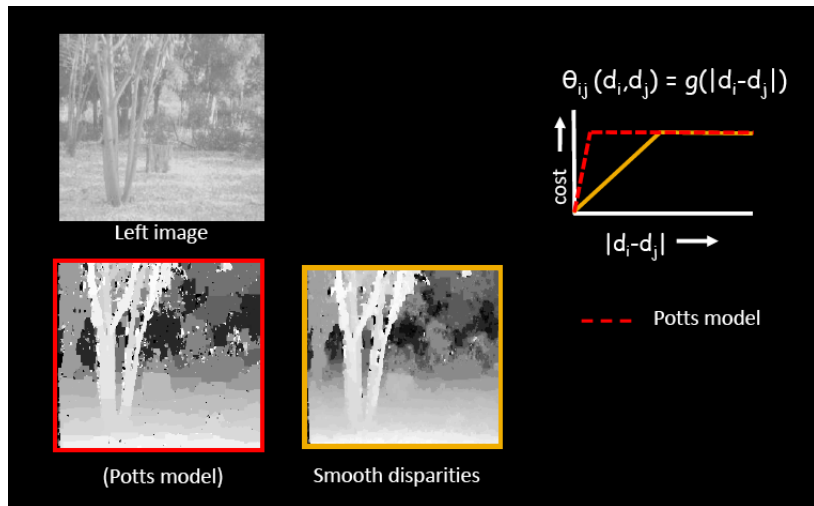 θij (di,dj) = g(|di-dj|)
cost
|di-dj|
Left image
Potts model
(Potts model)
Smooth disparities